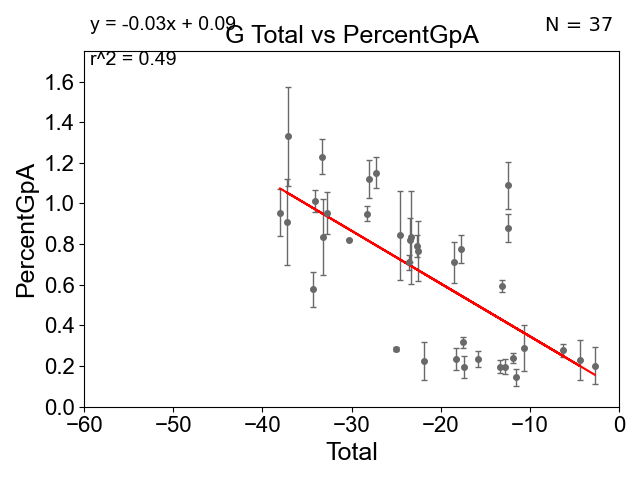 y = -0.03x + 0.09
G Total vs PercentGpA
N = 37
r^2 = 0.49
PercentGpA
1.6
1.4
1.2
1.0
0.8
0.6
0.4
0.2
0.0
−60 −50 −40 −30 −20 −10 0
Total